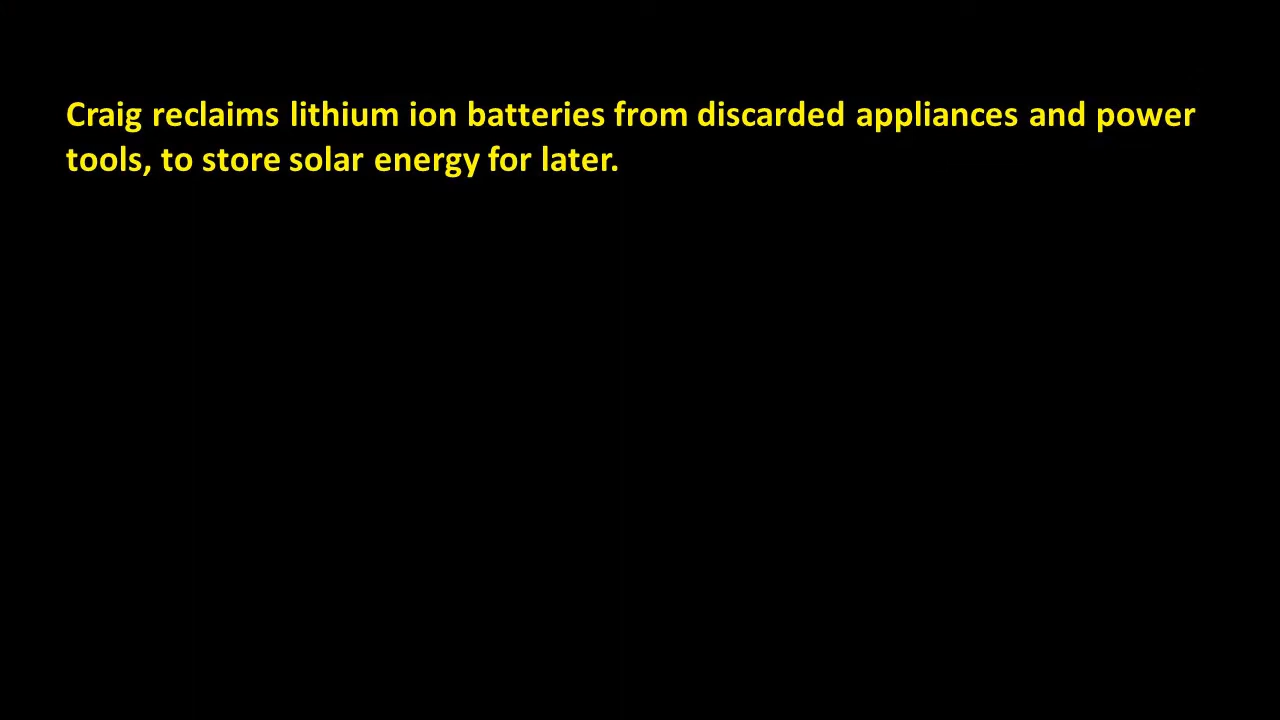 Craig reclaims lithium ion batteries from discarded appliances and power
tools, to store solar energy for later.